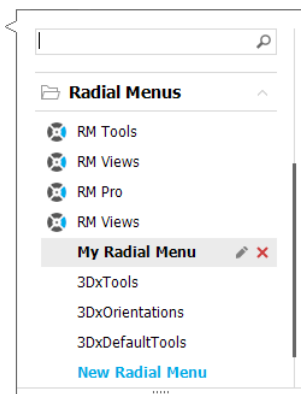 Radial Menus
RM Tools
RM Views
RM Pro
RM Views
My Radial Menu
3DxTools
3DxOrientations
3DxDefaultTools
New Radial Menu